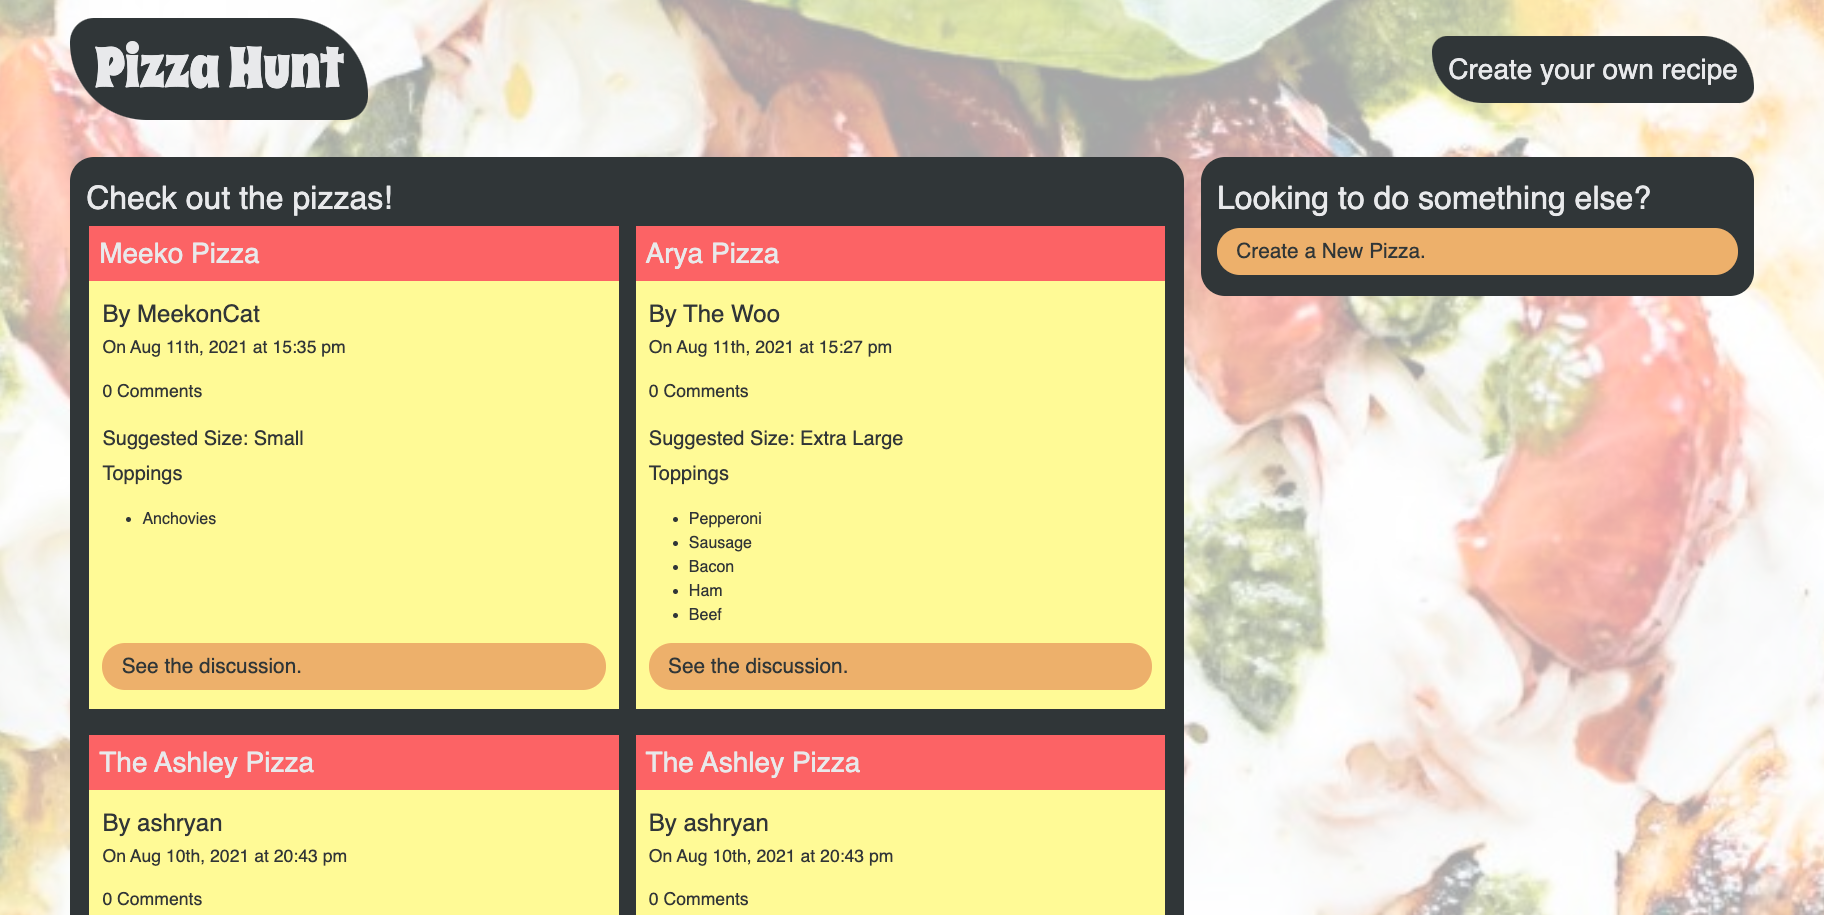 Pizza Hunt
Create your own recipe
Check out the pizzas!
Meeko Pizza
By MeekonCat
On Aug 11th, 2021 at 15:35 pm
0 Comments
Suggested Size: Small
Toppings
Anchovies
See the discussion.
Arya Pizza
By The Woo
On Aug 11th, 2021 at 15:27 pm
0 Comments
Suggested Size: Extra Large
Toppings
Pepperoni
Sausage
Bacon
Ham
Beef
See the discussion.
The Ashley Pizza
By ashryan
On Aug 10th, 2021 at 20:43 pm
0 Comments
The Ashley Pizza
By ashryan
On Aug 10th, 2021 at 20:43 pm
0 Comments
Looking to do something else?
Create a New Pizza.